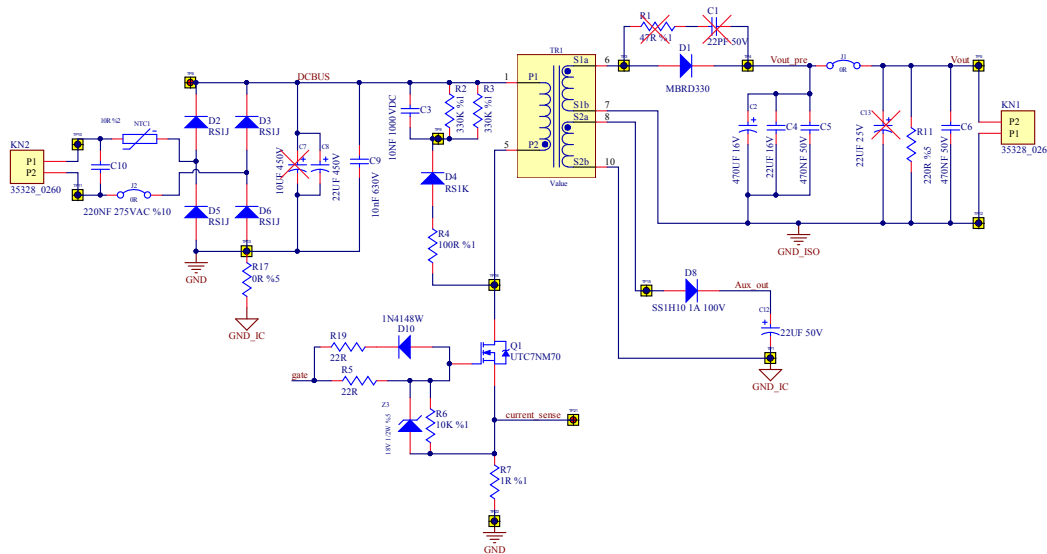 R1
47R %1
C1
22PF 50V
TR1
D1
MBRD330
Vout_pre
J1
0R
Vout
DCBUS
1
P1
S1a
6
S1b
7
S2a
8
5
P2
S2b
10
Value
KN1
P2
P1
35328_026
KN2
P1
P2
35328_0260
10R %2
NTC1
C10
J2
0R
220NF 275VAC %10
D2
RS1J
D3
RS1J
D5
RS1J
D6
RS1J
C7
10UF 450V
C8
22UF 450V
C9
10nF 630V
C3
10NF 1000VDC
R2
330K %1
R3
330K %1
D4
RS1K
R4
100R %1
C2
470UF 16V
C4
22UF 16V
C5
470NF 50V
C13
22UF 25V
R11
220R %5
C6
470NF 50V
GND_ISO
GND
R17
0R %5
GND_IC
D8
SS1H10 1A 100V
Aux_out
C12
22UF 50V
GND_IC
1N4148W
D10
R19
22R
gate
R5
22R
Q1
UTC7NM70
Z3
18V 1/2W %5
R6
10K %1
current_sense
R7
1R %1
GND